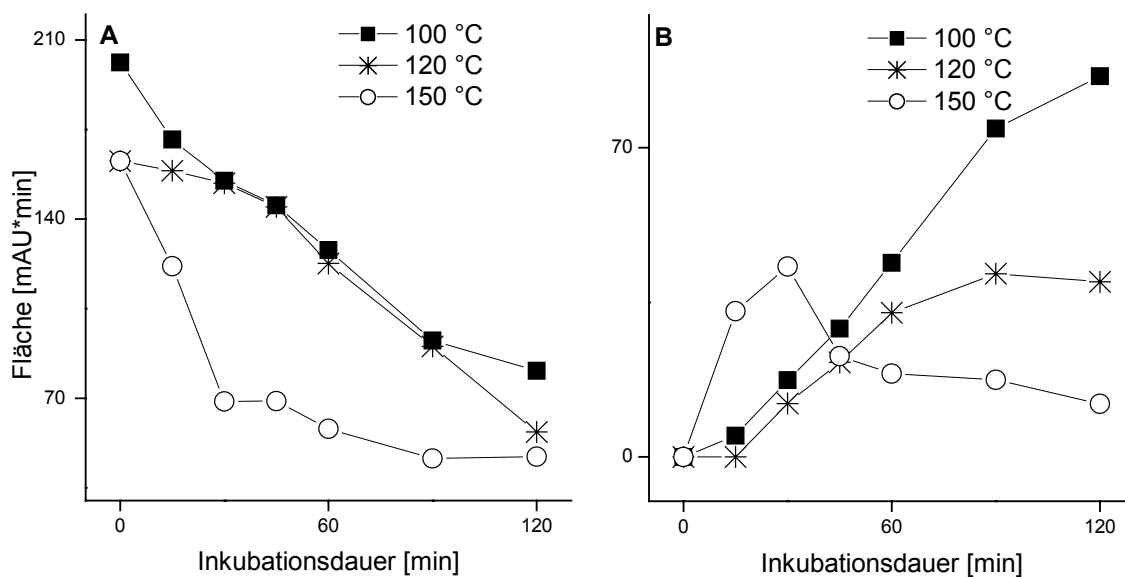 A
100 °C
120 °C
150 °C
210
140
70
Fläche [mAU*min]
0
60
120
Inkubationsdauer [min]
B
100 °C
120 °C
150 °C
70
0
0
60
120
Inkubationsdauer [min]